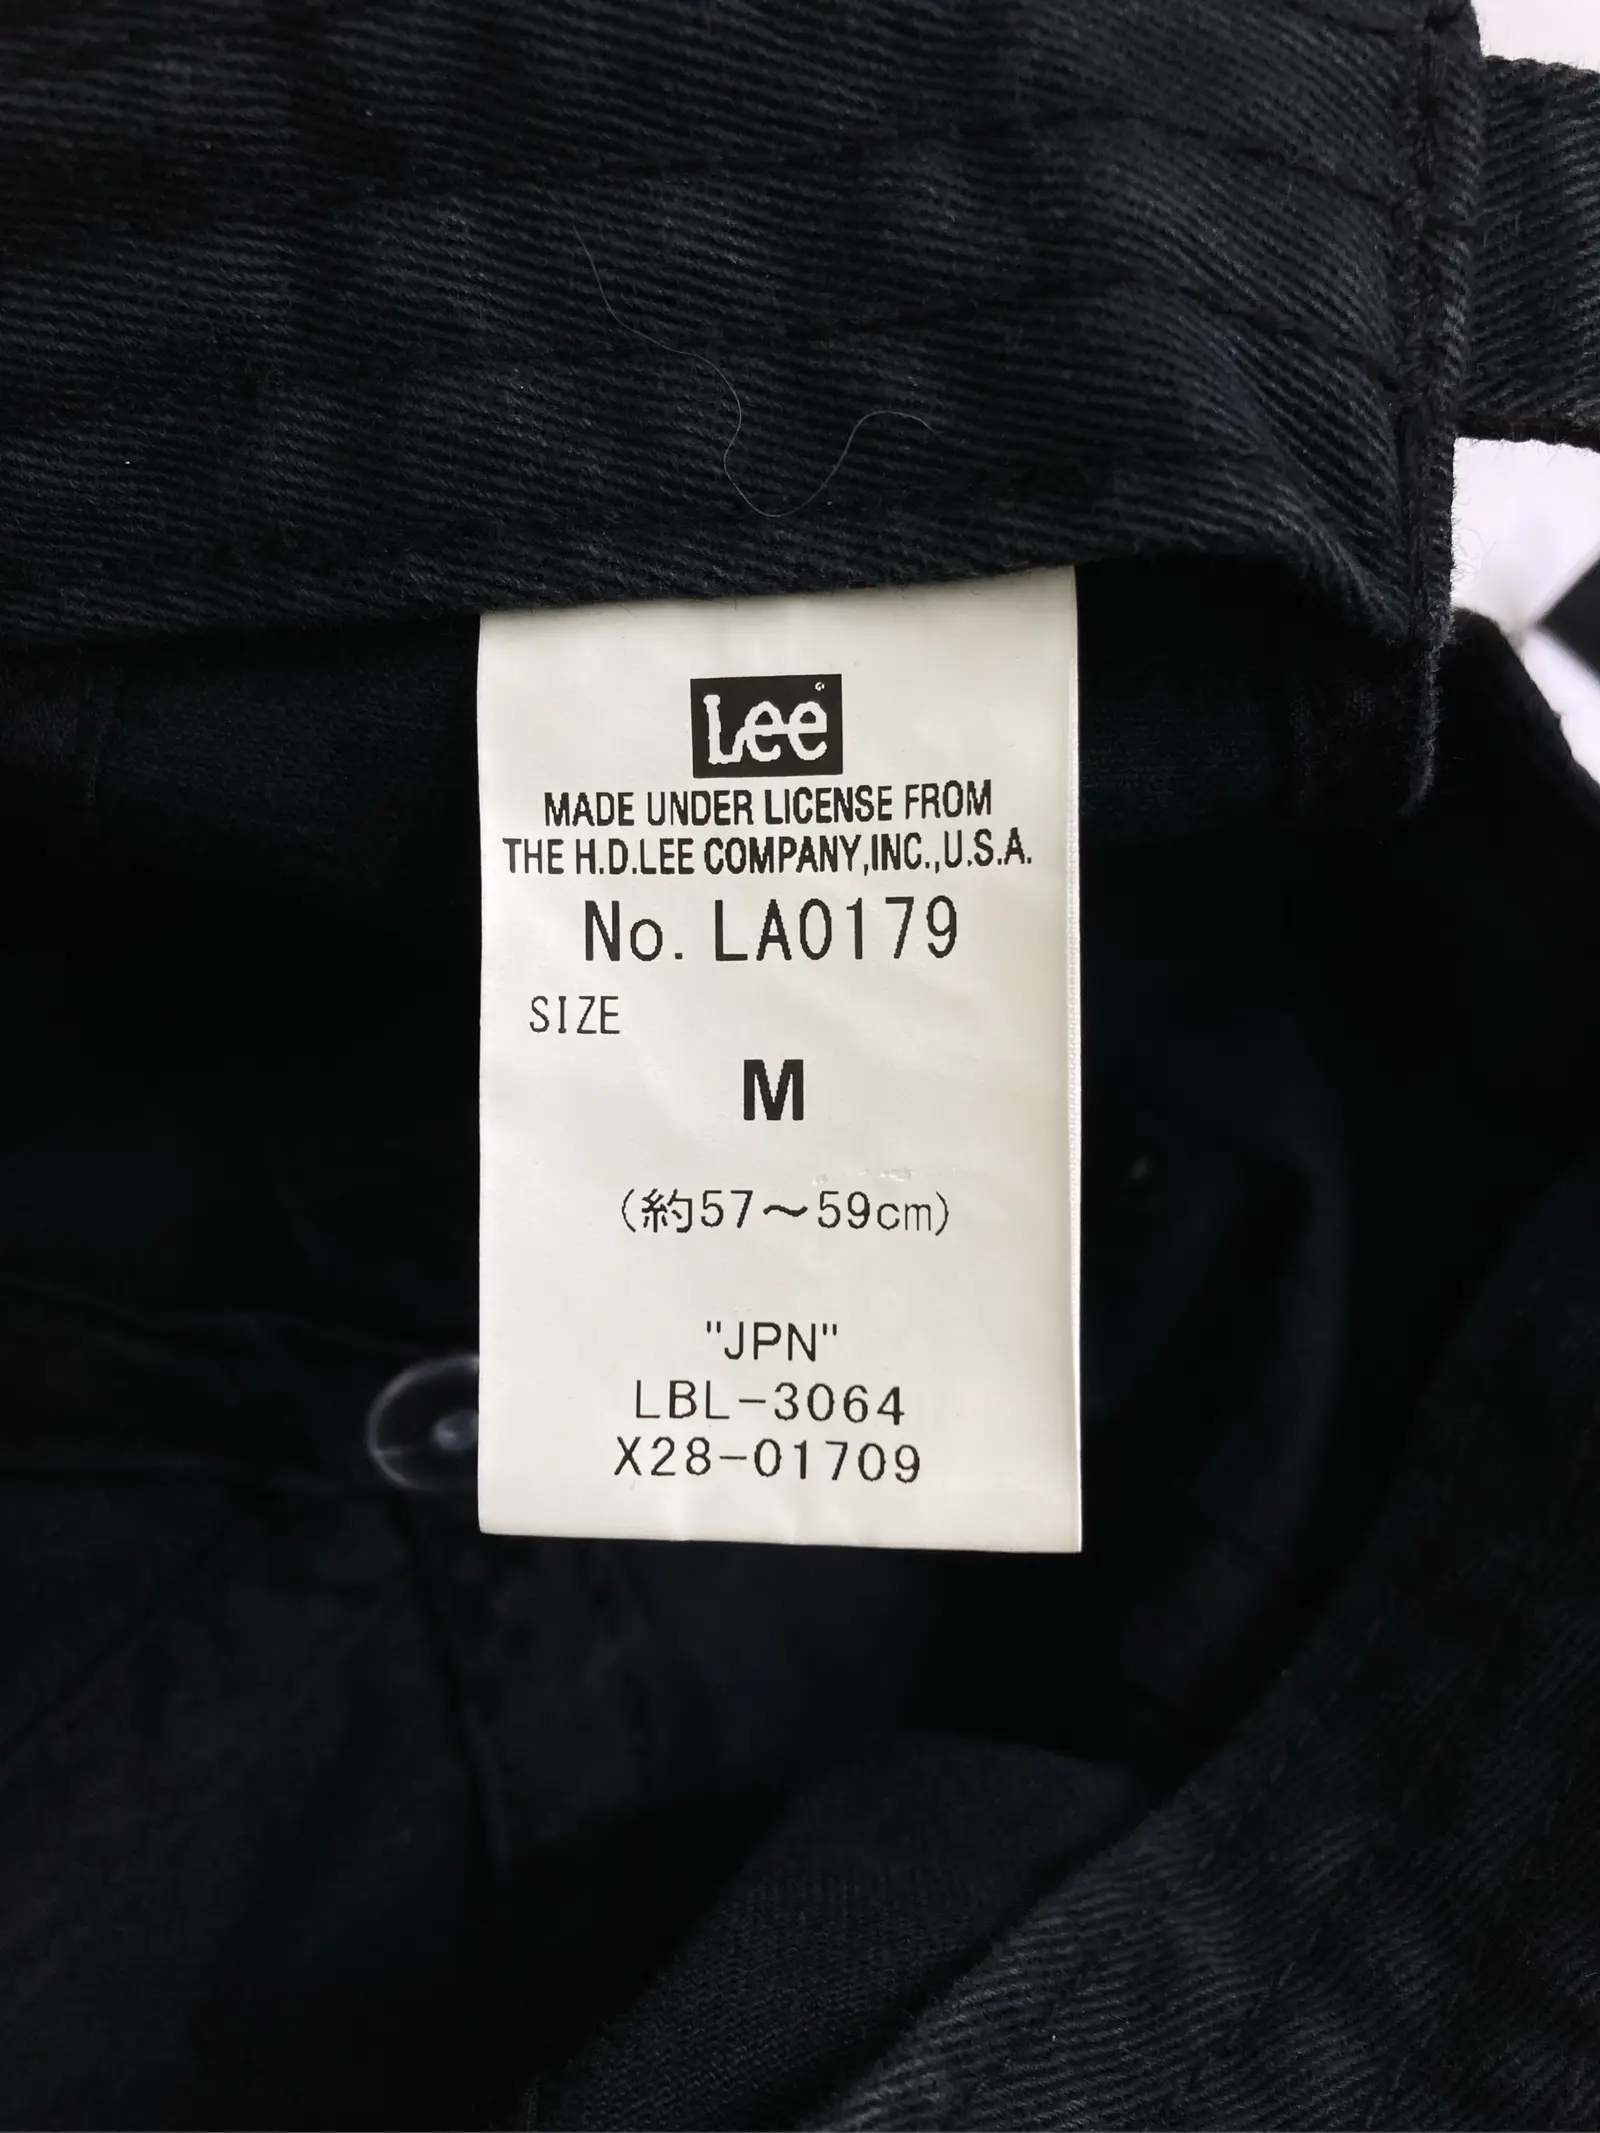 Lee®
MADE UNDER LICENSE FROM
THE H.D.LEE COMPANY,INC.,U.S.A.
No. LA0179
SIZE
M
(約57〜59cm)
"JPN"
LBL-3064
X28-01709